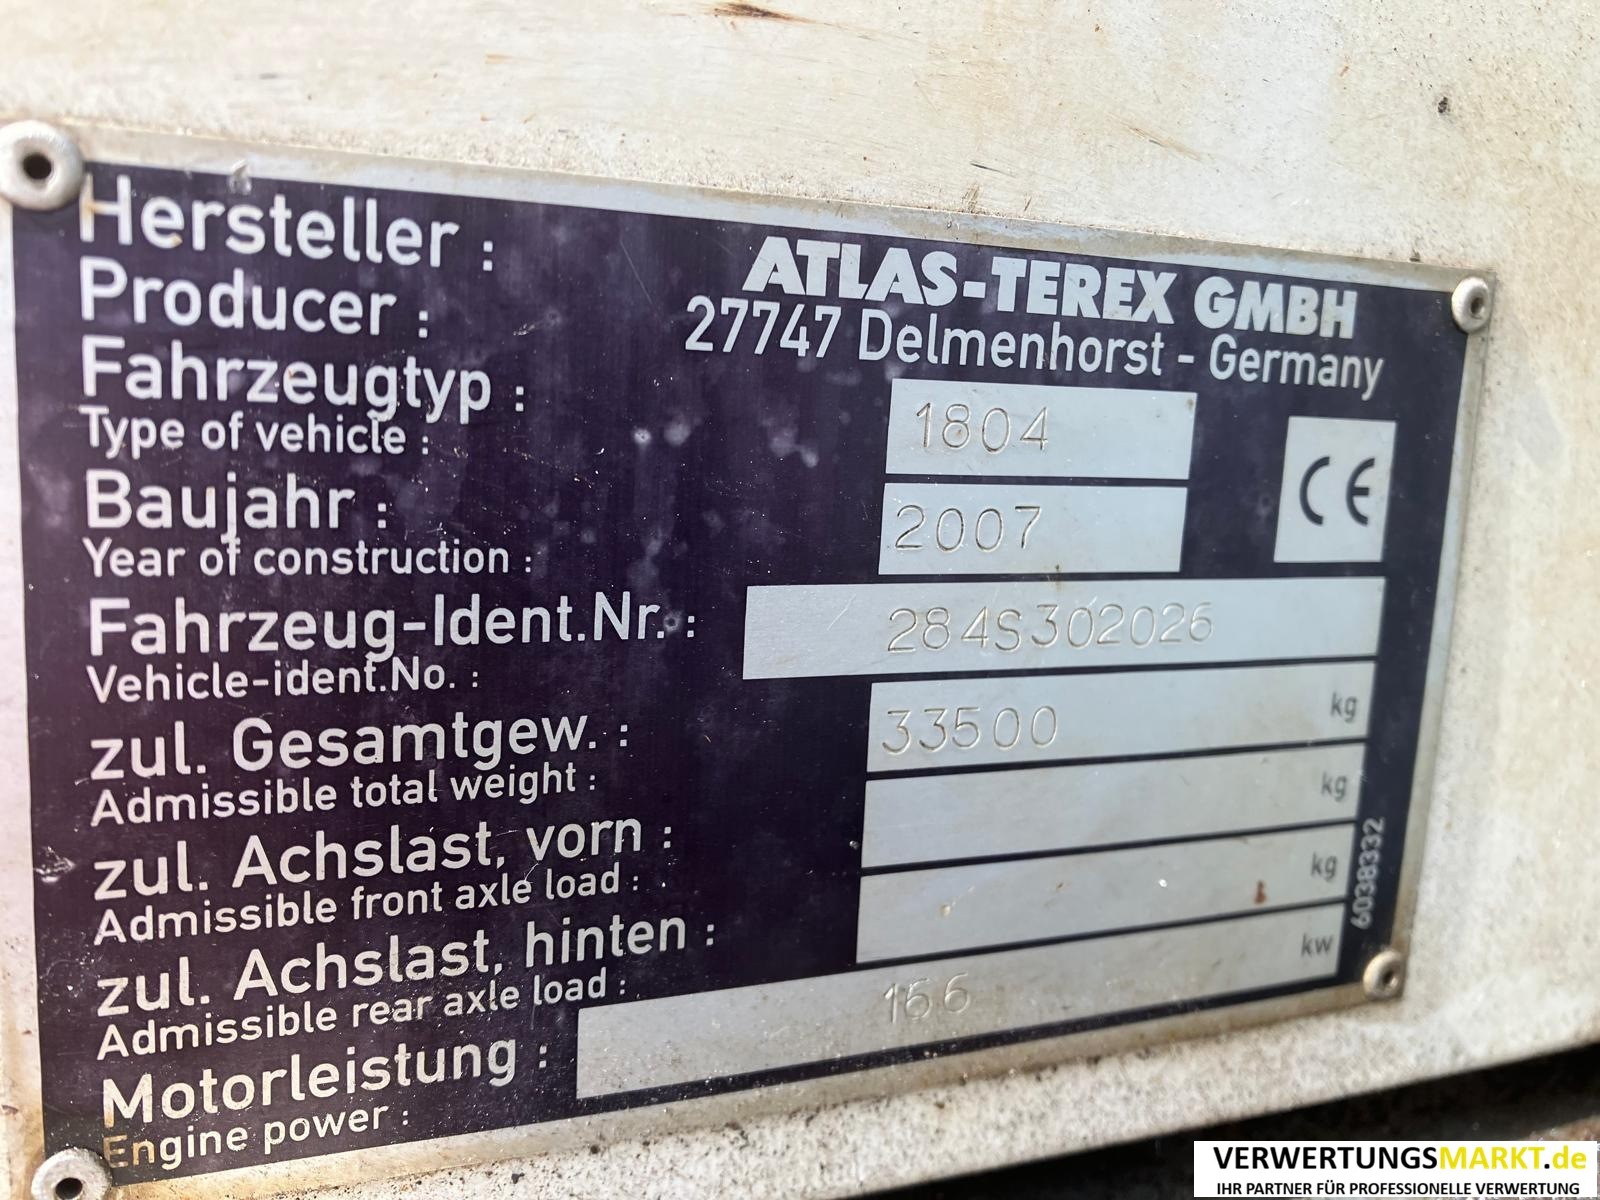 Hersteller : ATLAS-TEREX GMBH
Producer : 27747 Delmenhorst - Germany
Fahrzeugtyp : 1804
Type of vehicle :
CE
Baujahr : 2007
Year of construction :
Fahrzeug-Ident.Nr. : 284S302026
Vehicle-ident.No. :
zul. Gesamtgew. : 33500 kg
Admissible total weight :
zul. Achslast, vorn : kg
Admissible front axle load :
zul. Achslast, hinten : kg
Admissible rear axle load :
Motorleistung : 166 kw
Engine power :
6038332
VERWERTUNGSMARKT.de
IHR PARTNER FÜR PROFESSIONELLE VERWERTUNG